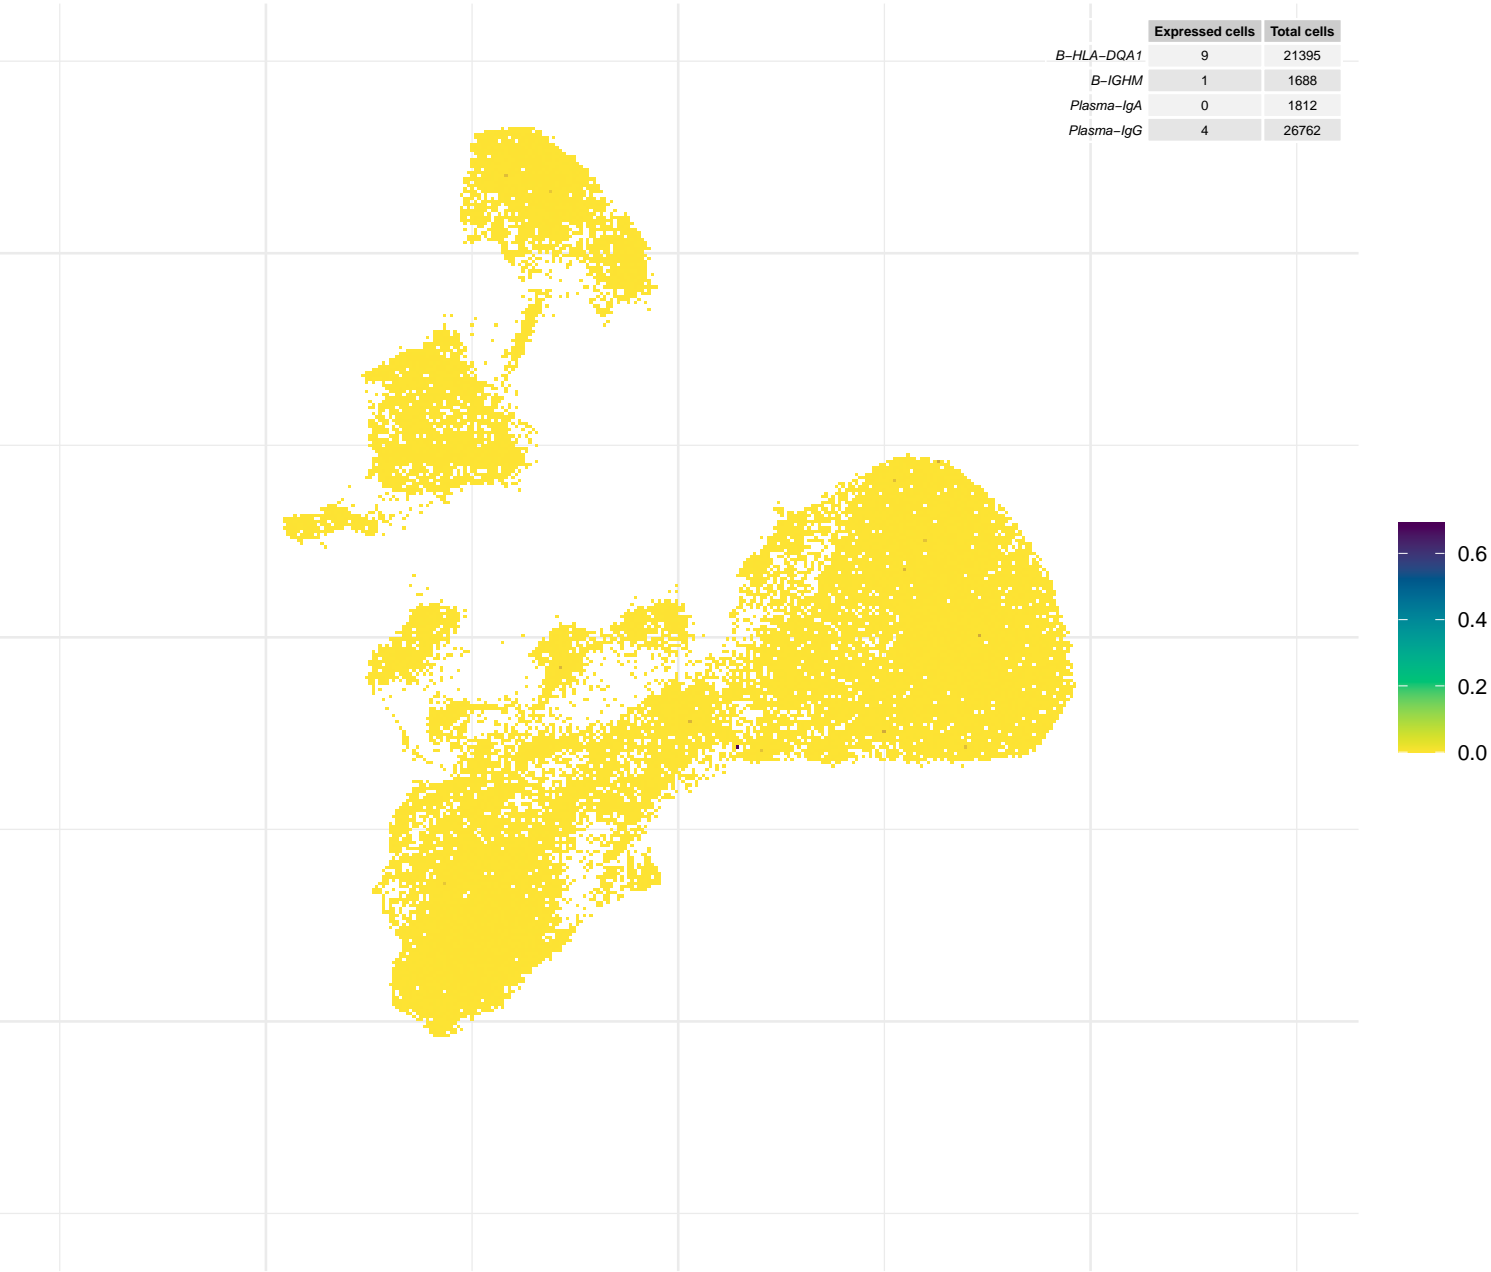 Expressed cells Total cells
B−HLA−DQA1 9 21395
B−IGHM 1 1688
Plasma−IgA 0 1812
Plasma−IgG 4 26762
0.6
0.4
0.2
0.0